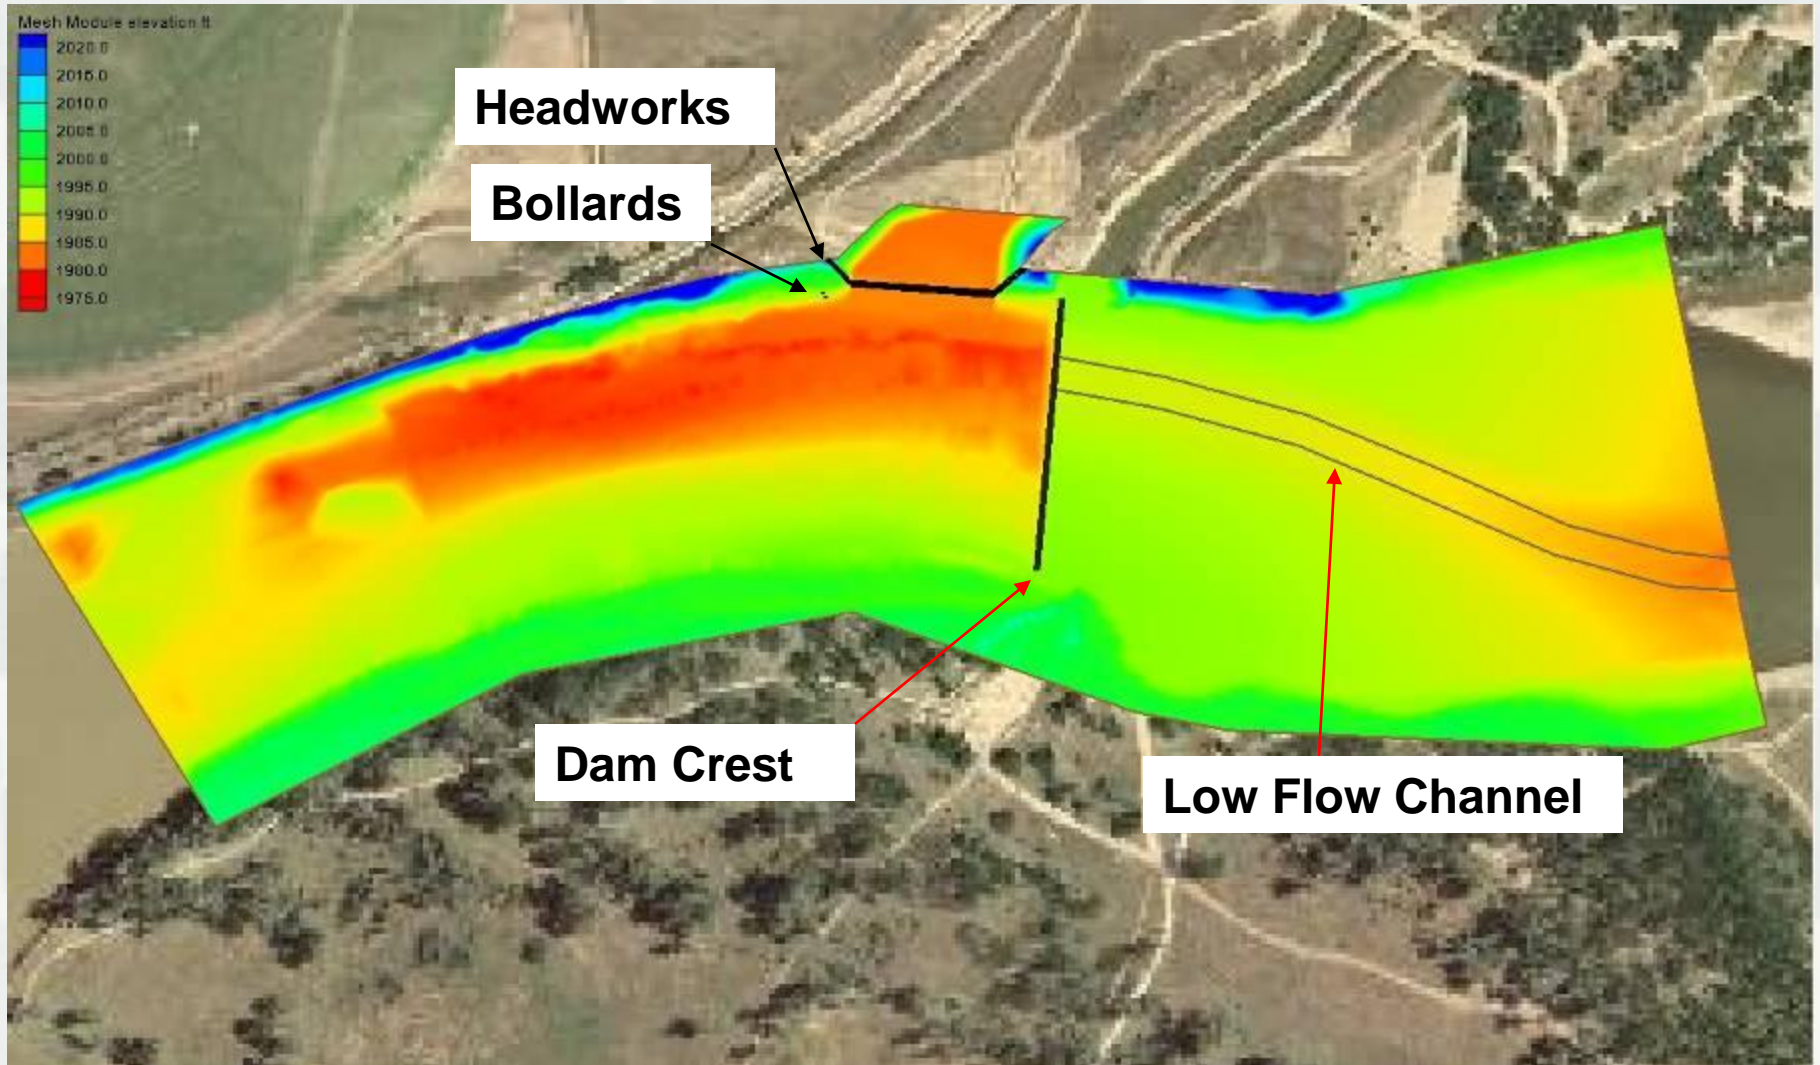 Mesh Module elevation ft
2020.0
2015.0
2010.0
2005.0
2000.0
1995.0
1990.0
1985.0
1980.0
1975.0
Headworks
Bollards
Dam Crest
Low Flow Channel